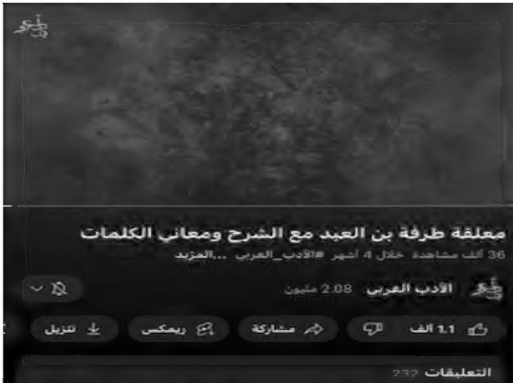 معلقة طرفة بن العبد مع الشرح ومعاني الكلمات
36 ألف مشاهدة خلال 4 أشهر #الأدب_العربي ...المزيد
الأدب العربي 2.08 مليون
1.1 ألف مشاركة ريمكس تنزيل
التعليقات 232